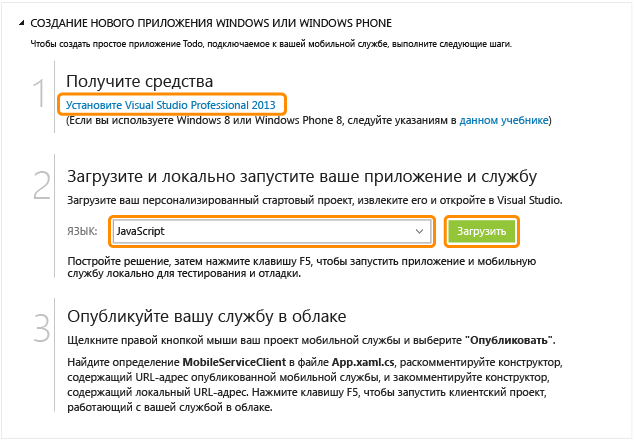 СОЗДАНИЕ НОВОГО ПРИЛОЖЕНИЯ WINDOWS ИЛИ WINDOWS PHONE
Чтобы создать простое приложение Todo, подключаемое к вашей мобильной службе, выполните следующие шаги.
1 Получите средства
Установите Visual Studio Professional 2013
(Если вы используете Windows 8 или Windows Phone 8, следуйте указаниям в данном учебнике)
2 Загрузите и локально запустите ваше приложение и службу
Загрузите ваш персонализированный стартовый проект, извлеките его и откройте в Visual Studio.
ЯЗЫК: JavaScript Загрузить
Постройте решение, затем нажмите клавишу F5, чтобы запустить приложение и мобильную
службу локально для тестирования и отладки.
3 Опубликуйте вашу службу в облаке
Щелкните правой кнопкой мыши ваш проект мобильной службы и выберите "Опубликовать".
Найдите определение MobileServiceClient в файле App.xaml.cs, раскомментируйте конструктор,
содержащий URL-адрес опубликованной мобильной службы, и закомментируйте конструктор,
содержащий локальный URL-адрес. Нажмите клавишу F5, чтобы запустить клиентский проект,
работающий с вашей службой в облаке.